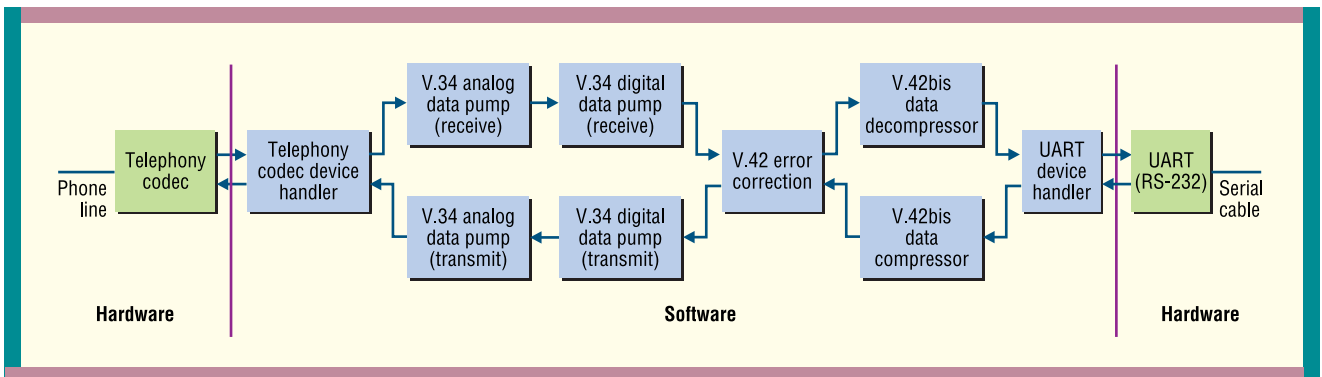 Phone
line
Telephony
codec
Telephony
codec device
handler
V.34 analog
data pump
(receive)
V.34 digital
data pump
(receive)
V.34 analog
data pump
(transmit)
V.34 digital
data pump
(transmit)
V.42 error
correction
V.42bis
data
decompressor
V.42bis
data
compressor
UART
device
handler
UART
(RS-232)
Serial
cable
Hardware
Software
Hardware